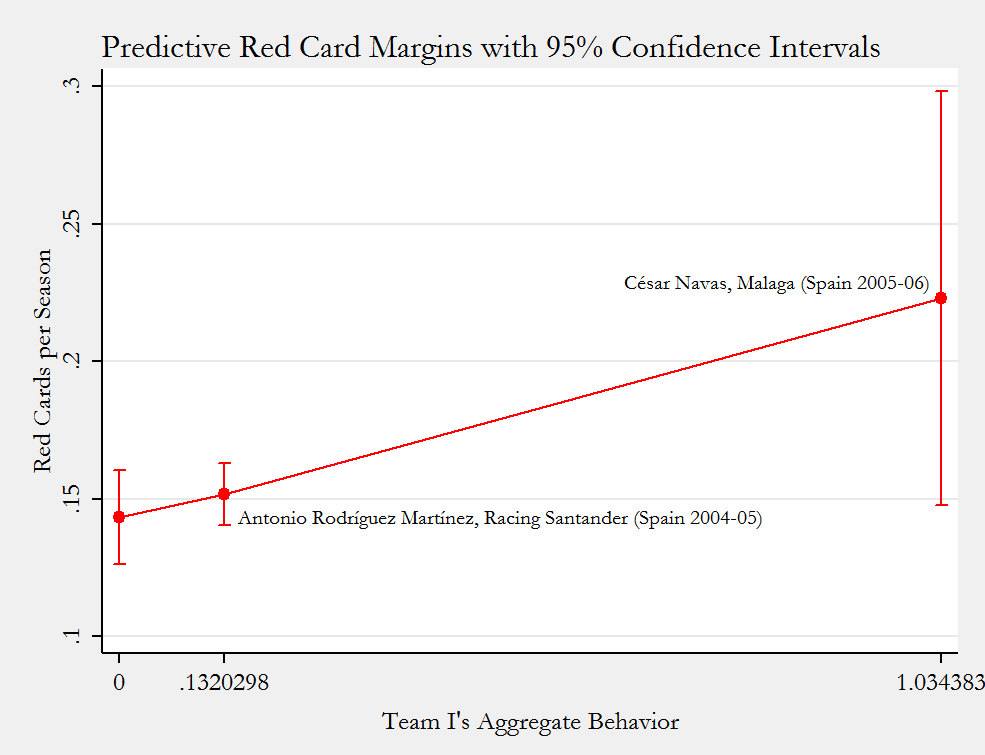 Predictive Red Card Margins with 95% Confidence Intervals
Red Cards per Season
.3
.25
.2
.15
.1
César Navas, Malaga (Spain 2005-06)
Antonio Rodríguez Martínez, Racing Santander (Spain 2004-05)
0 .1320298 1.034383
Team I's Aggregate Behavior